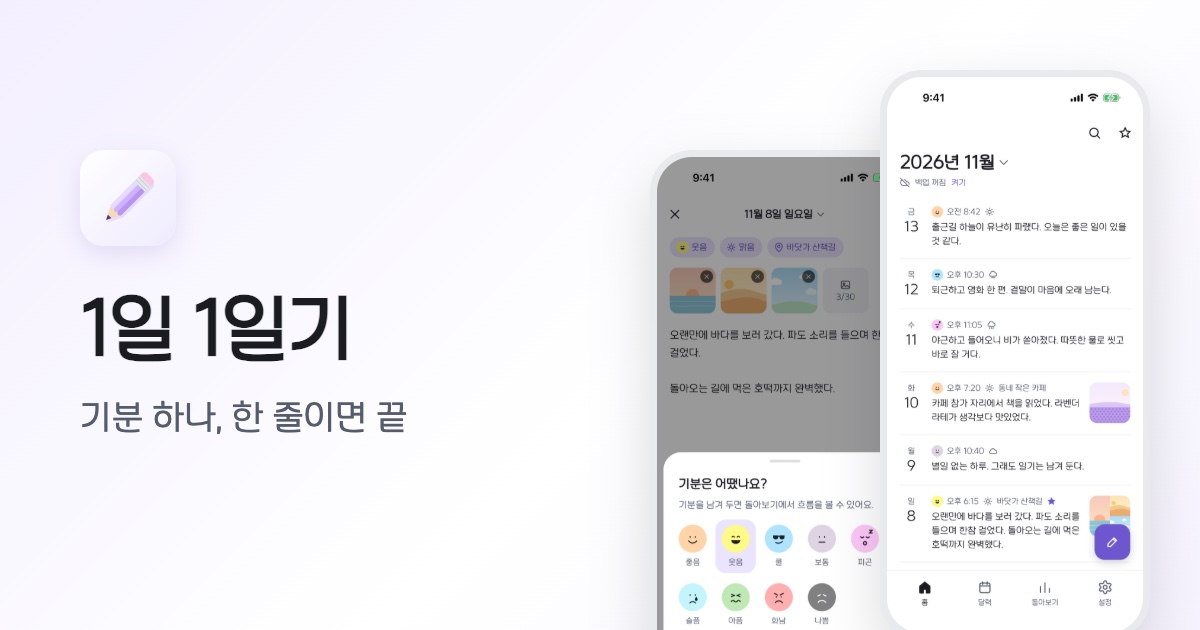 1일 1일기
기분 하나, 한 줄이면 끝
9:41
11월 8일 일요일
웃음
맑음
바닷가 산책길
3/30
오랜만에 바다를 보러 갔다. 파도 소리를 들으며 한
걸었다.
돌아오는 길에 먹은 호떡까지 완벽했다.
기분은 어땠나요?
기분을 남겨 두면 돌아보기에서 흐름을 볼 수 있어요.
좋음
웃음
쿨
보통
피곤
슬픔
아픔
화남
나쁨
9:41
2026년 11월
백업 꺼짐 켜기
금
13
오전 8:42
출근길 하늘이 유난히 파랬다. 오늘은 좋은 일이 있을
것 같다.
목
12
오후 10:30
퇴근하고 영화 한 편. 결말이 마음에 오래 남는다.
수
11
오후 11:05
야근하고 들어오니 비가 쏟아졌다. 따뜻한 물로 씻고
바로 잘 거다.
화
10
오후 7:20 동네 작은 카페
카페 창가 자리에서 책을 읽었다. 라벤더
라테가 생각보다 맛있었다.
월
9
오후 10:40
별일 없는 하루. 그래도 일기는 남겨 둔다.
일
8
오후 6:15 바닷가 산책길
오랜만에 바다를 보러 갔다. 파도 소리를
들으며 한참 걸었다. 돌아오는 길에 먹은
호떡까지 완벽했다.
홈
달력
돌아보기
설정